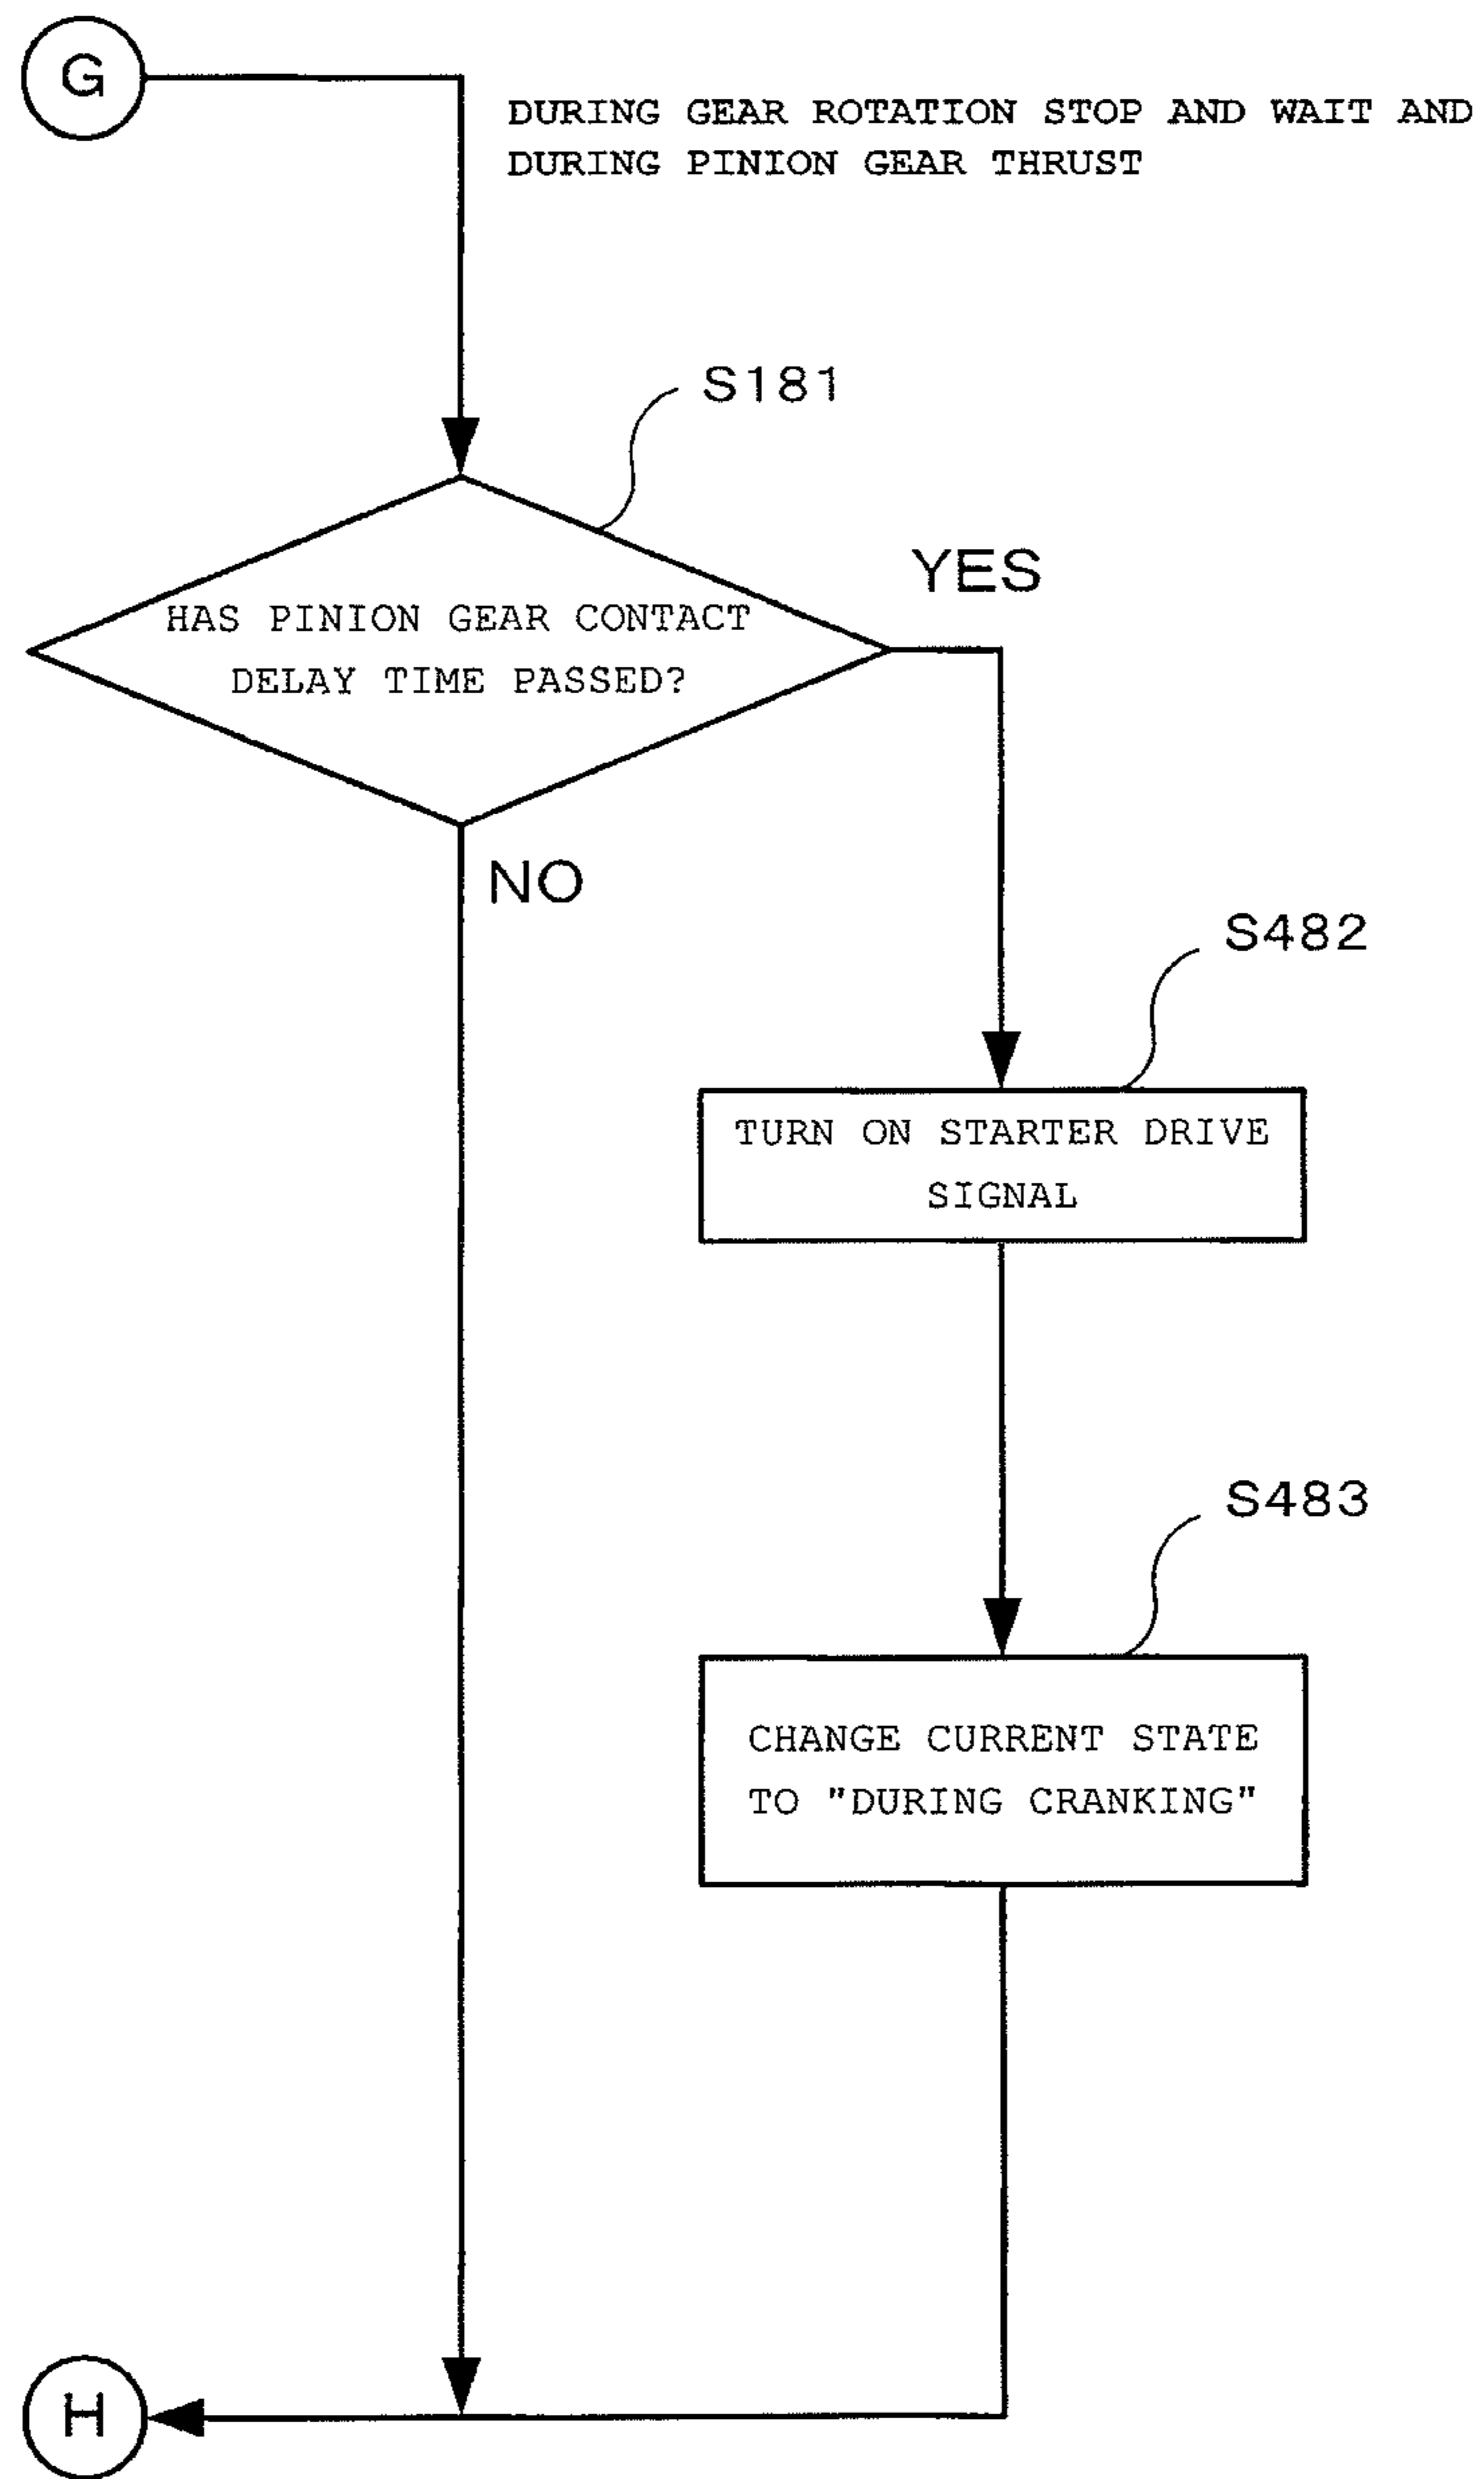 G
DURING GEAR ROTATION STOP AND WAIT AND
DURING PINION GEAR THRUST
S181
HAS PINION GEAR CONTACT
DELAY TIME PASSED?
YES
NO
S482
TURN ON STARTER DRIVE
SIGNAL
S483
CHANGE CURRENT STATE
TO "DURING CRANKING"
H